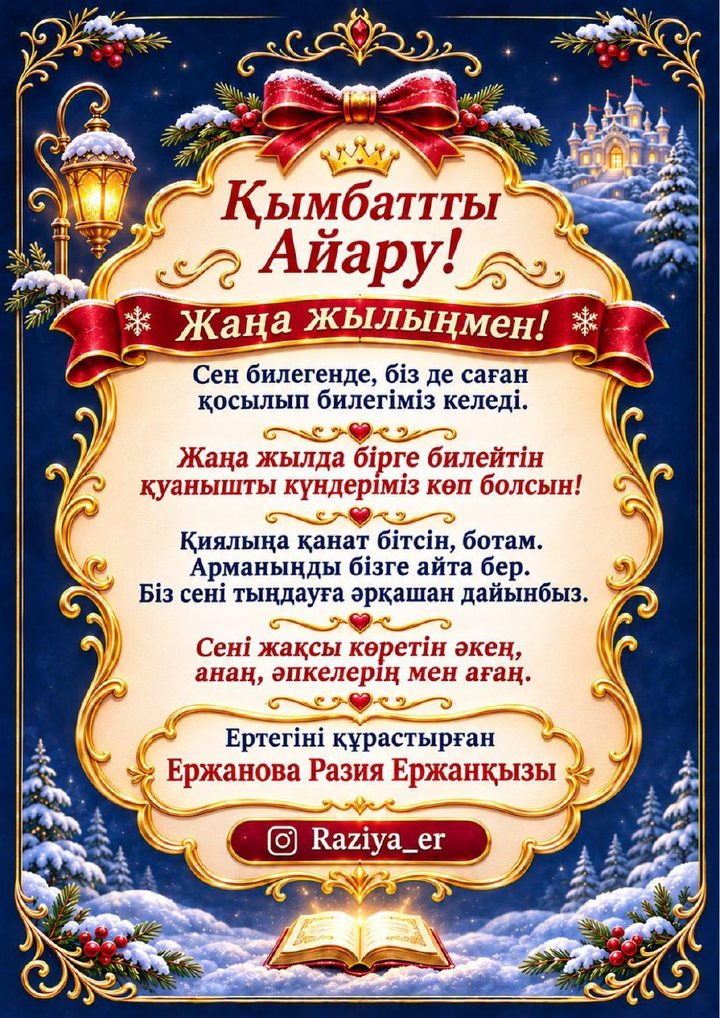 Қымбаттты
Айару!
Жаңа жылыңмен!
Сен билегенде, біз де саған
қосылып билегіміз келеді.
Жаңа жылда бірге билейтін
қуанышты күндеріміз көп болсын!
Қиялыңа қанат бітсін, ботам.
Арманыңды бізге айта бер.
Біз сені тыңдауға әрқашан дайынбыз.
Сені жақсы көретін әкең,
анаң, әпкелерің мен ағаң.
Ертегіні құрастырған
Ержанова Разия Ержанқызы
Raziya_er